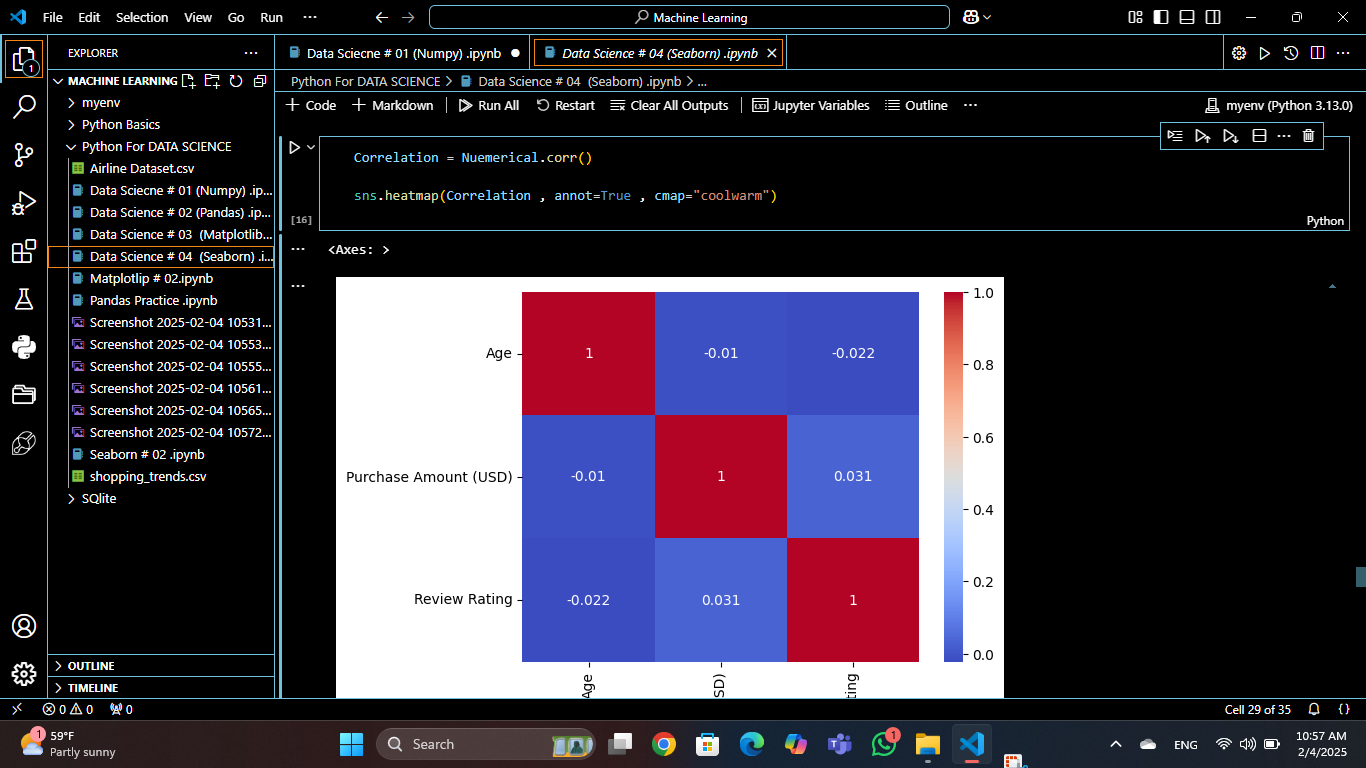 File Edit Selection View Go Run ···
Machine Learning
EXPLORER ···
Data Sciecne # 01 (Numpy) .ipynb
Data Science # 04 (Seaborn) .ipynb
MACHINE LEARNING
Python For DATA SCIENCE > Data Science # 04 (Seaborn) .ipynb > ...
Code
Markdown
Run All
Restart
Clear All Outputs
Jupyter Variables
Outline ···
myenv (Python 3.13.0)
1
myenv
Python Basics
Python For DATA SCIENCE
Airline Dataset.csv
Data Sciecne # 01 (Numpy) .ip...
Data Science # 02 (Pandas) .ip...
Data Science # 03 (Matplotlib...
Data Science # 04 (Seaborn) .i...
Matplotlip # 02.ipynb
Pandas Practice .ipynb
Screenshot 2025-02-04 10531...
Screenshot 2025-02-04 10553...
Screenshot 2025-02-04 10555...
Screenshot 2025-02-04 10561...
Screenshot 2025-02-04 10565...
Screenshot 2025-02-04 10572...
Seaborn # 02 .ipynb
shopping_trends.csv
SQlite
OUTLINE
TIMELINE
Correlation = Nuemerical.corr()
sns.heatmap(Correlation , annot=True , cmap="coolwarm")
[16]
Python
<Axes: >
Age 1 -0.01 -0.022
Purchase Amount (USD) -0.01 1 0.031
Review Rating -0.022 0.031 1
1.0
0.8
0.6
0.4
0.2
0.0
Age
SD)
ting
0 0 0
Cell 29 of 35
1
59°F
Partly sunny
Search
1
ENG
10:57 AM
2/4/2025